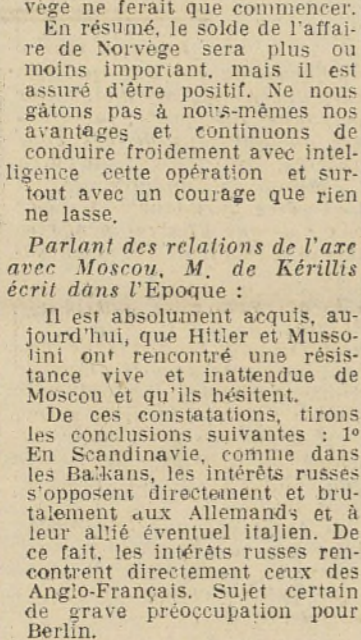 vège ne ferait que commencer.
En résumé, le solde de l'affai-
re de Norvège sera plus ou
moins important, mais il est
assuré d'être positif. Ne nous
gâtons pas à nous-mêmes nos
avantages et continuons de
conduire froidement avec intel-
ligence cette opération et sur-
tout avec un courage que rien
ne lasse.
Parlant des relations de l'axe
avec Moscou, M. de Kérillis
écrit dans l'Epoque :
Il est absolument acquis, au-
jourd'hui, que Hitler et Musso-
lini ont rencontré une résis-
tance vive et inattendue de
Moscou et qu'ils hésitent.
De ces constatations, tirons
les conclusions suivantes : 1°
En Scandinavie, comme dans
les Balkans, les intérêts russes
s'opposent directement et bru-
talement aux Allemands et à
leur allié éventuel italien. De
ce fait, les intérêts russes ren-
contrent directement ceux des
Anglo-Français. Sujet certain
de grave préoccupation pour
Berlin.